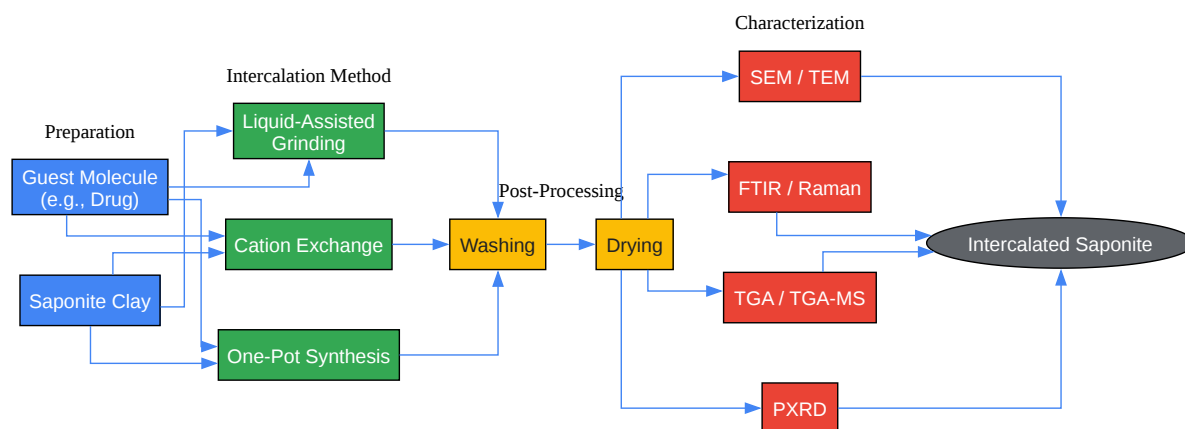 Preparation
Guest Molecule
(e.g., Drug)
Saponite Clay
Intercalation Method
Liquid-Assisted
Grinding
Cation Exchange
One-Pot Synthesis
Post-Processing
Washing
Drying
Characterization
SEM / TEM
FTIR / Raman
TGA / TGA-MS
PXRD
Intercalated Saponite